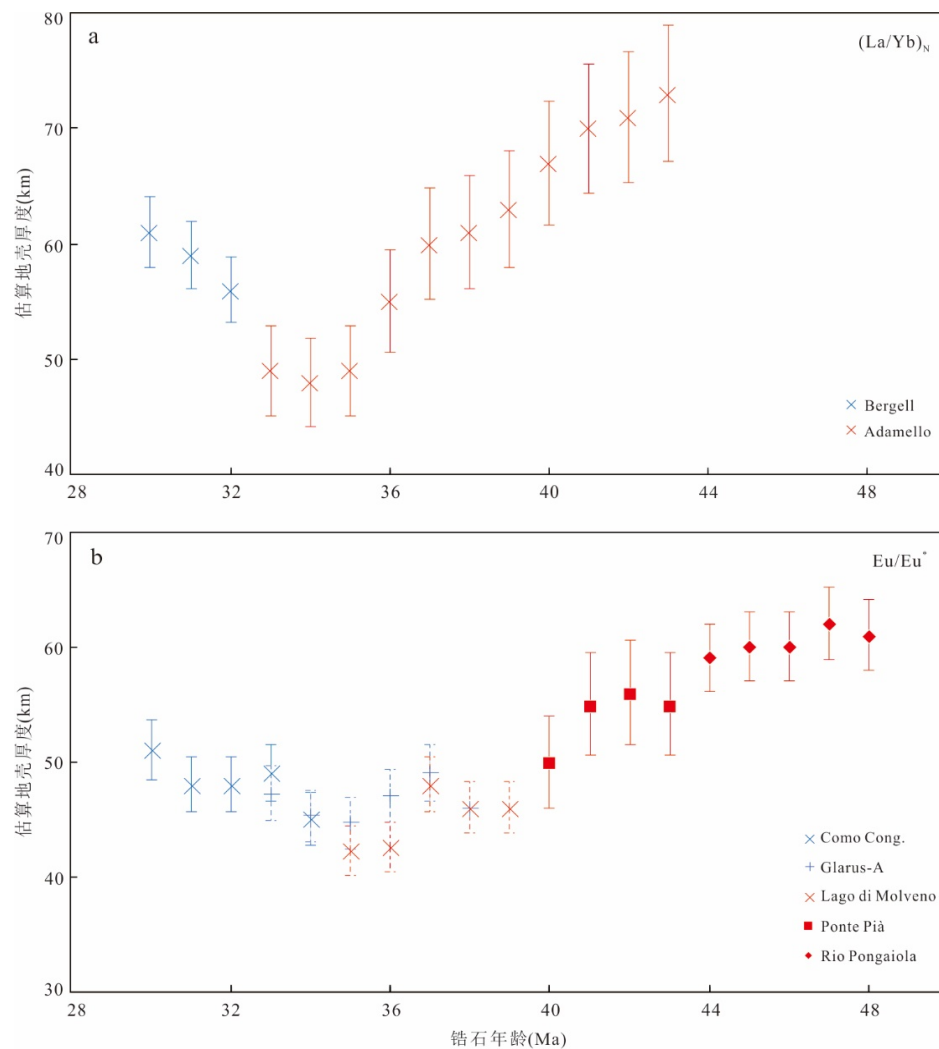 80
a
(La/Yb)N
70
60
50
40
估算地壳厚度(km)
Bergell
Adamello
28
32
36
40
44
48
70
b
Eu/Eu*
60
50
40
30
估算地壳厚度(km)
Como Cong.
Glarus-A
Lago di Molveno
Ponte Pià
Rio Pongaiola
28
32
36
40
44
48
锆石年龄(Ma)